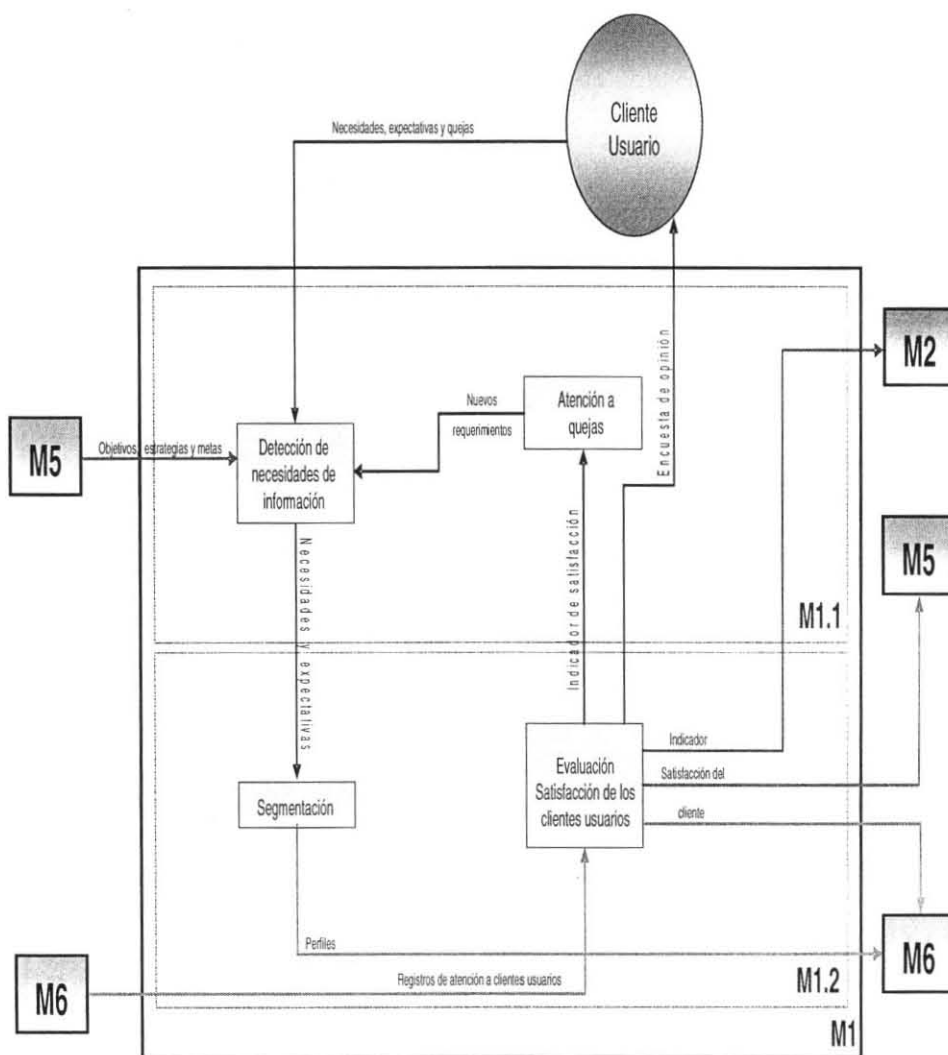 Cliente
Usuario
Necesidades, expectativas y quejas
M2
Encuesta de opinión
Atención a
quejas
Nuevos
requerimientos
M5
Objetivos, estrategias y metas
Detección de
necesidades de
información
M5
Indicador de satisfacción
Necesidades y expectativas
M1.1
Indicador
Evaluación
Satisfacción de los
clientes usuarios
Satisfacción del
cliente
Segmentación
Perfiles
M6
Registros de atención a clientes usuarios
M6
M1.2
M1